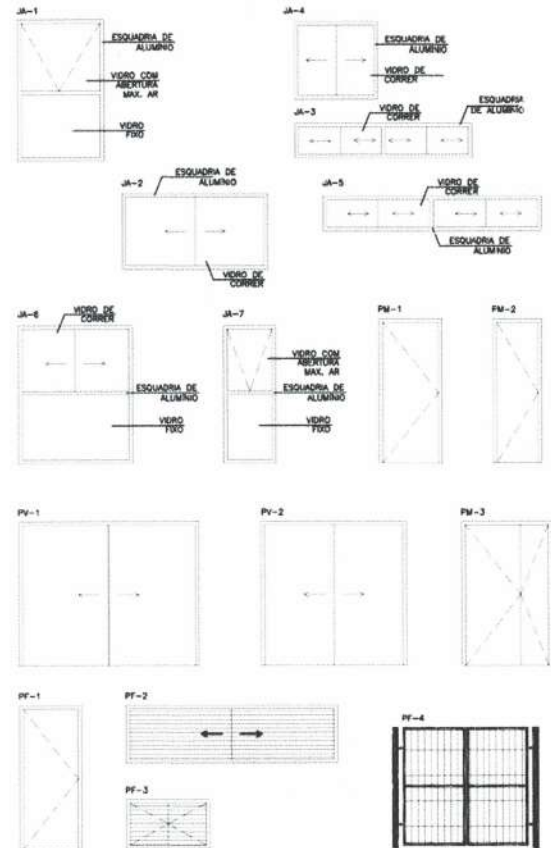 JA-1
ESQUADRIA DE
ALUMÍNIO
VIDRO COM
ABERTURA
MAX. AR
VIDRO
FIXO
JA-4
ESQUADRIA DE
ALUMÍNIO
VIDRO DE
CORRER
JA-3
VIDRO DE
CORRER
ESQUADRIA
DE ALUMÍNIO
JA-2
ESQUADRIA DE
ALUMÍNIO
VIDRO DE
CORRER
JA-5
VIDRO DE
CORRER
ESQUADRIA DE
ALUMÍNIO
JA-6
VIDRO DE
CORRER
ESQUADRIA DE
ALUMÍNIO
VIDRO
FIXO
JA-7
VIDRO COM
ABERTURA
MAX. AR
ESQUADRIA DE
ALUMÍNIO
VIDRO
FIXO
PM-1
PM-2
PV-1
PV-2
PM-3
PF-1
PF-2
PF-3
PF-4